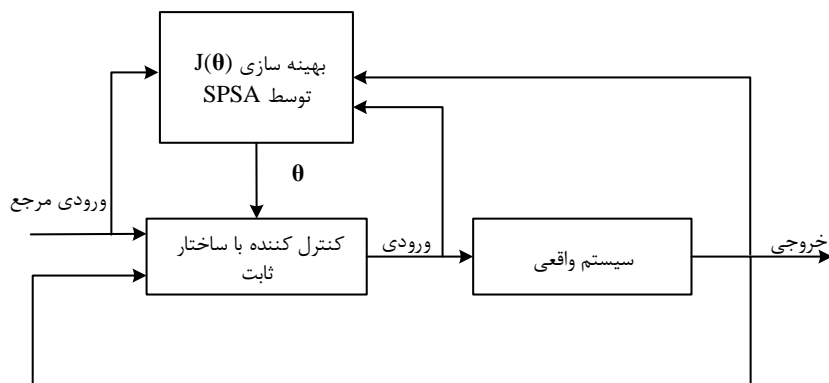 بهینه سازی J(θ)
توسط SPSA
θ
ورودی مرجع
کنترل کننده با ساختار
ثابت
ورودی
سیستم واقعی
خروجی